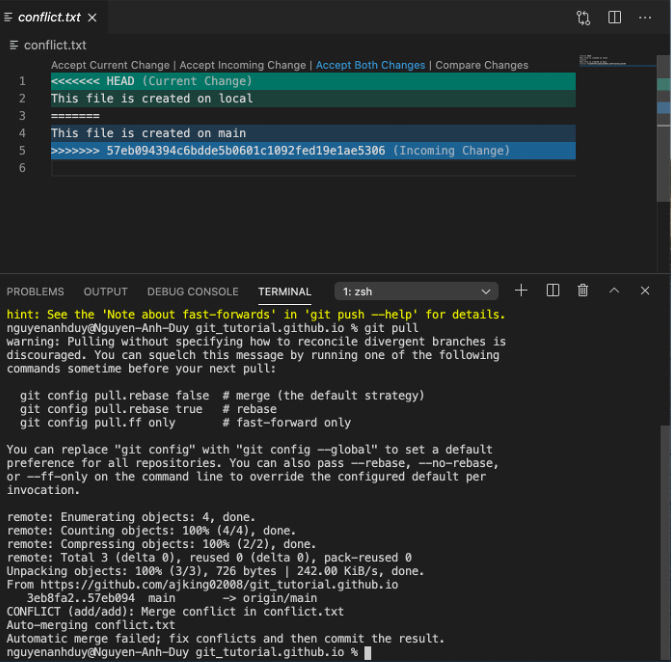 conflict.txt
conflict.txt
Accept Current Change | Accept Incoming Change | Accept Both Changes | Compare Changes
1 <<<<<<< HEAD (Current Change)
2 This file is created on local
3 =======
4 This file is created on main
5 >>>>>>> 57eb094394c6bdde5b0601c1092fed19e1ae5306 (Incoming Change)
6
PROBLEMS OUTPUT DEBUG CONSOLE TERMINAL 1: zsh
hint: See the 'Note about fast-forwards' in 'git push --help' for details.
nguyenanhduy@Nguyen-Anh-Duy git_tutorial.github.io % git pull
warning: Pulling without specifying how to reconcile divergent branches is
discouraged. You can squelch this message by running one of the following
commands sometime before your next pull:
git config pull.rebase false # merge (the default strategy)
git config pull.rebase true # rebase
git config pull.ff only # fast-forward only
You can replace "git config" with "git config --global" to set a default
preference for all repositories. You can also pass --rebase, --no-rebase,
or --ff-only on the command line to override the configured default per
invocation.
remote: Enumerating objects: 4, done.
remote: Counting objects: 100% (4/4), done.
remote: Compressing objects: 100% (2/2), done.
remote: Total 3 (delta 0), reused 0 (delta 0), pack-reused 0
Unpacking objects: 100% (3/3), 726 bytes | 242.00 KiB/s, done.
From https://github.com/ajking02008/git_tutorial.github.io
3eb8fa2..57eb094 main -> origin/main
CONFLICT (add/add): Merge conflict in conflict.txt
Auto-merging conflict.txt
Automatic merge failed; fix conflicts and then commit the result.
nguyenanhduy@Nguyen-Anh-Duy git_tutorial.github.io %